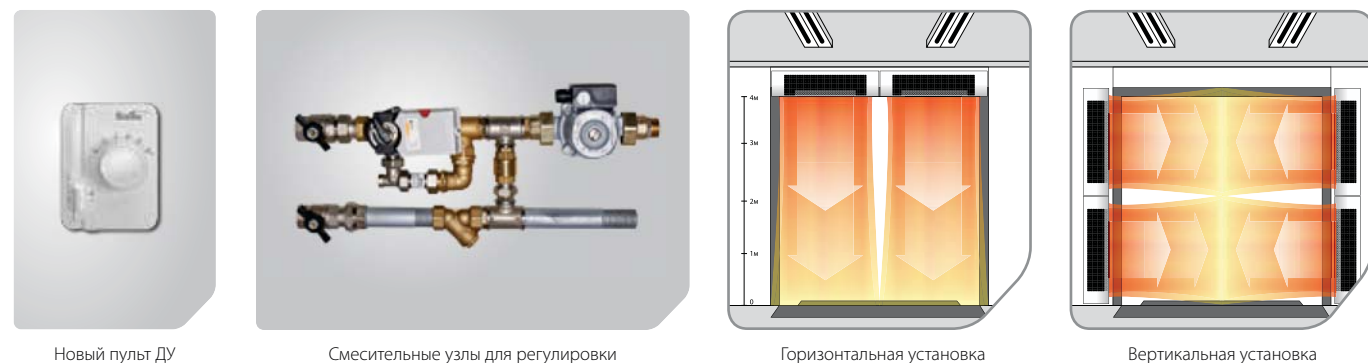 4м
3м
2м
1м
0
Новый пульт ДУ
Смесительные узлы для регулировки
Горизонтальная установка
Вертикальная установка